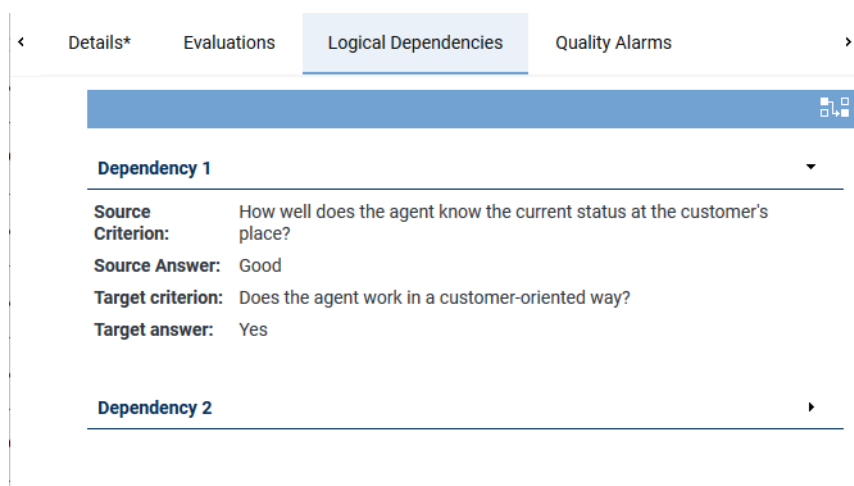 Details*
Evaluations
Logical Dependencies
Quality Alarms
Dependency 1
Source Criterion: How well does the agent know the current status at the customer's place?
Source Answer: Good
Target criterion: Does the agent work in a customer-oriented way?
Target answer: Yes
Dependency 2